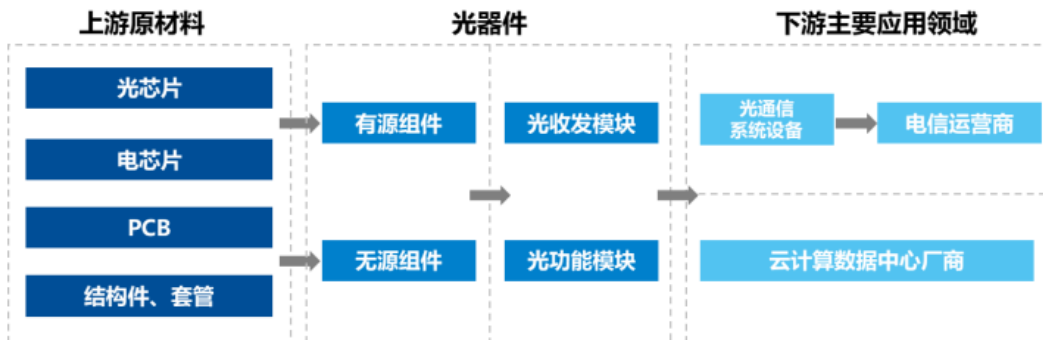 上游原材料
光器件
下游主要应用领域
光芯片
电芯片
PCB
结构件、套管
有源组件
无源组件
光收发模块
光功能模块
光通信
系统设备
电信运营商
云计算数据中心厂商